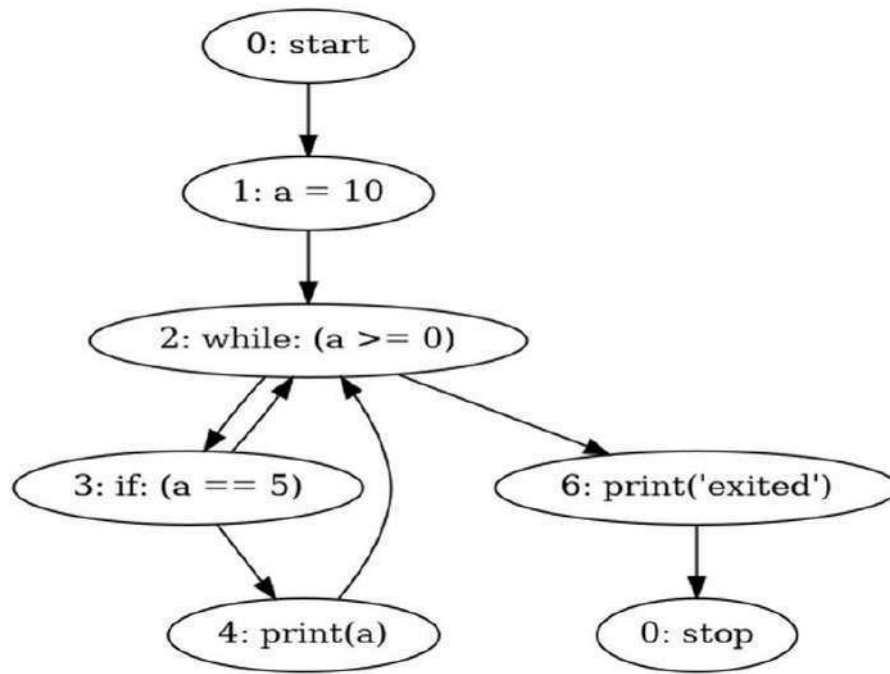 0: start
1: a = 10
2: while: (a >= 0)
3: if: (a == 5)
6: print('exited')
4: print(a)
0: stop